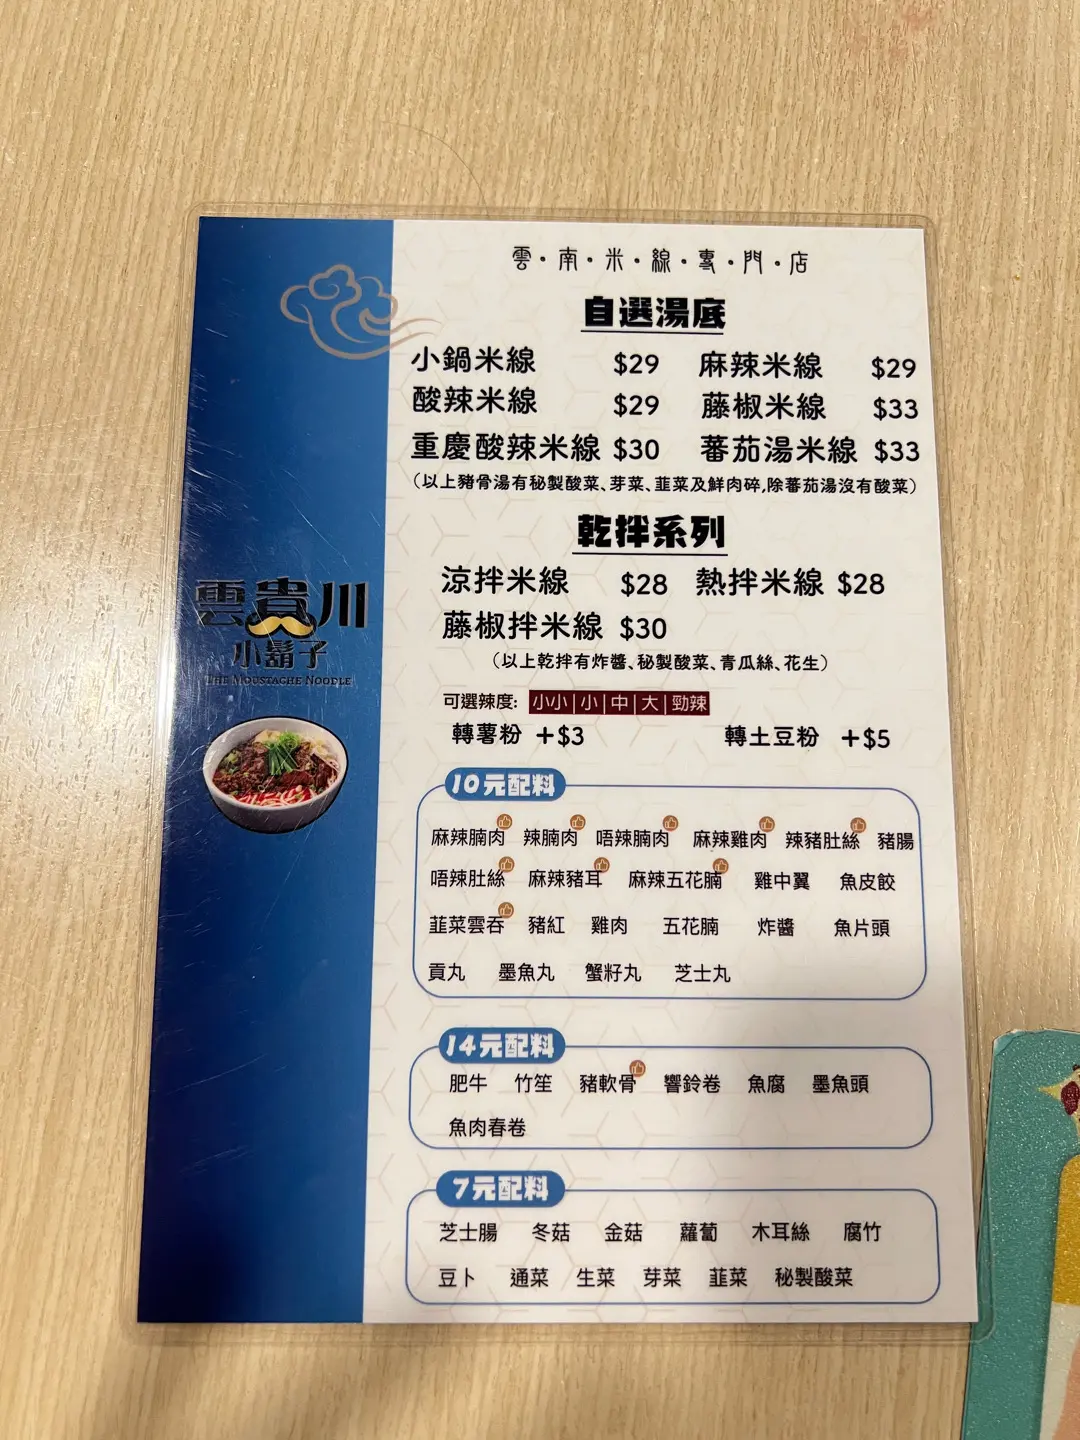 雲·南·米·線·專·門·店
自選湯底
小鍋米線 $29 麻辣米線 $29
酸辣米線 $29 藤椒米線 $33
重慶酸辣米線 $30 蕃茄湯米線 $33
(以上豬骨湯有秘製酸菜、芽菜、韮菜及鮮肉碎,除蕃茄湯沒有酸菜)
乾拌系列
涼拌米線 $28 熱拌米線 $28
藤椒拌米線 $30
(以上乾拌有炸醬、秘製酸菜、青瓜絲、花生)
可選辣度: 小小|小|中|大|勁辣
轉薯粉 +$3 轉土豆粉 +$5
10元配料
麻辣腩肉 辣腩肉 唔辣腩肉 麻辣雞肉 辣豬肚絲 豬腸
唔辣肚絲 麻辣豬耳 麻辣五花腩 雞中翼 魚皮餃
韮菜雲吞 豬紅 雞肉 五花腩 炸醬 魚片頭
貢丸 墨魚丸 蟹籽丸 芝士丸
14元配料
肥牛 竹笙 豬軟骨 響鈴卷 魚腐 墨魚頭
魚肉春卷
7元配料
芝士腸 冬菇 金菇 蘿蔔 木耳絲 腐竹
豆卜 通菜 生菜 芽菜 韮菜 秘製酸菜
雲貴川
小鬍子
THE MOUSTACHE NOODLE